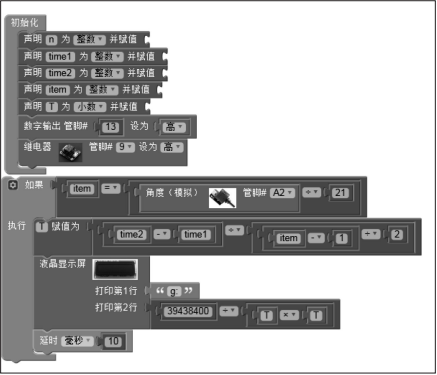 初始化
声明 n 为 整数 并赋值
声明 time1 为 整数 并赋值
声明 time2 为 整数 并赋值
声明 item 为 整数 并赋值
声明 T 为 小数 并赋值
数字输出 管脚# 13 设为 高
继电器 管脚# 9 设为 高
如果 item = 角度（模拟） 管脚# A2 ÷ 21
执行 T 赋值为 time2 - time1 ÷ item - 1 ÷ 2
液晶显示屏
打印第1行 “ g: ”
打印第2行 39438400 ÷ T × T
延时 毫秒 10